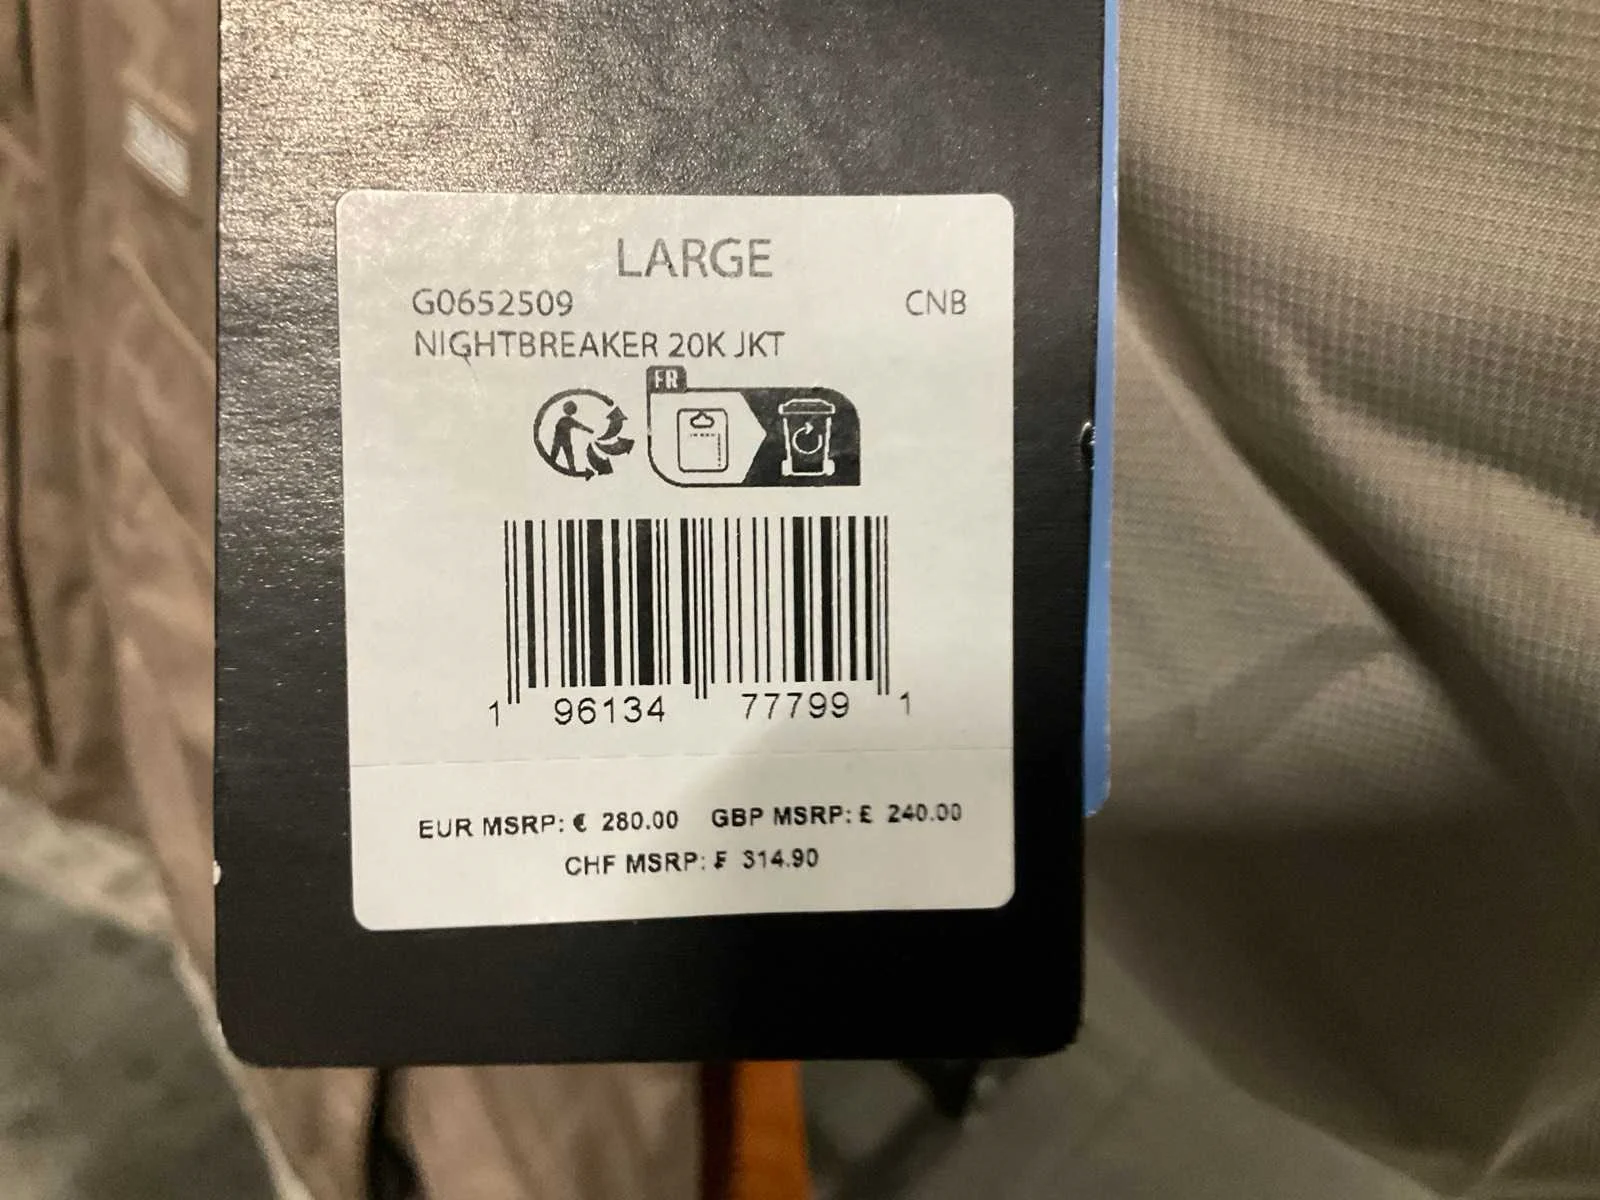 LARGE
G0652509 CNB
NIGHTBREAKER 20K JKT
FR
1 96134 77799 1
EUR MSRP: € 280.00 GBP MSRP: £ 240.00
CHF MSRP: ₣ 314.90